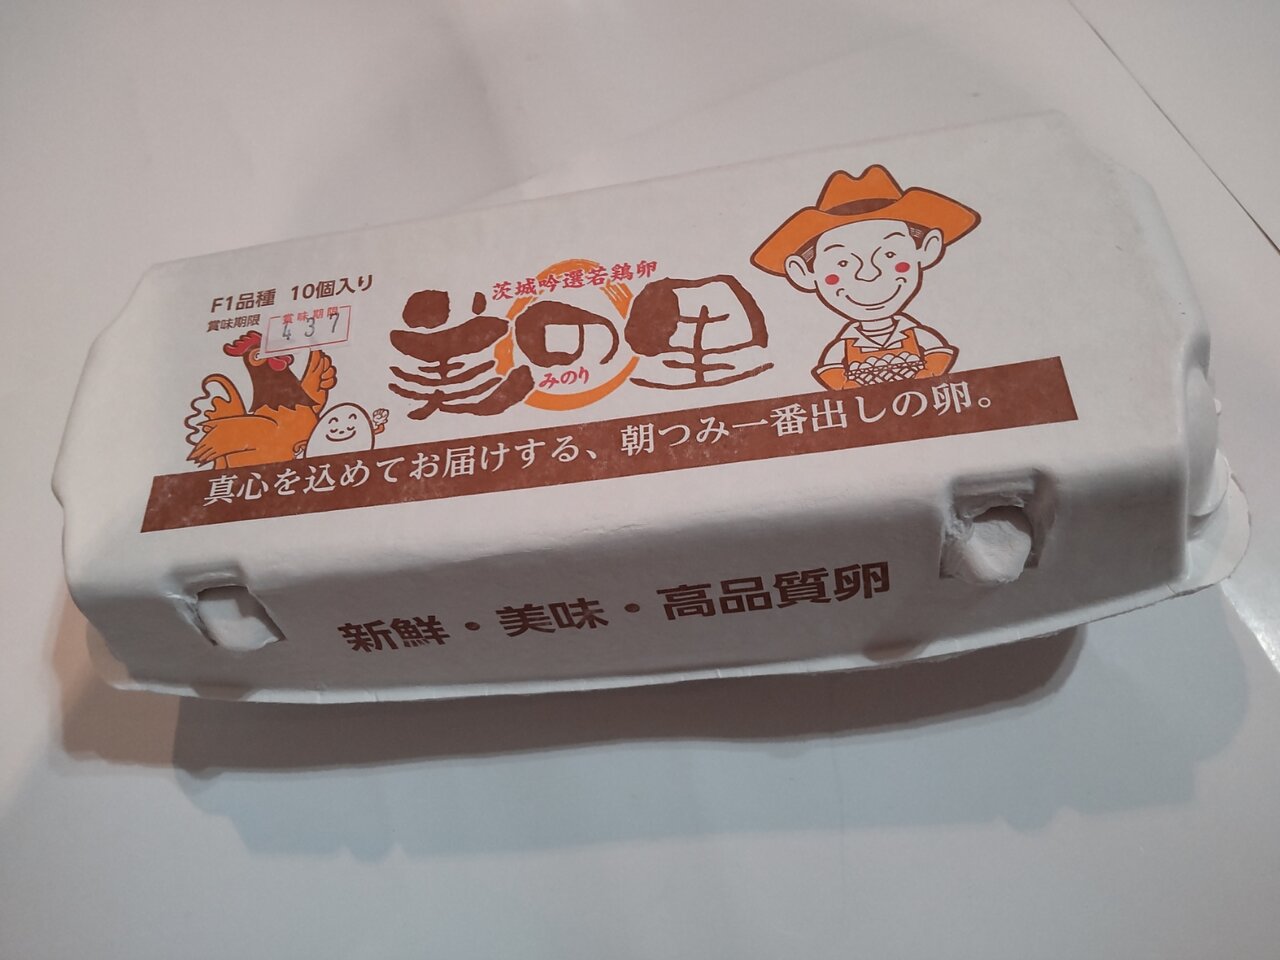 F1品種 10個入り
賞味期限
賞味期限
4 3 7
茨城吟選若鶏卵
美の里
みのり
真心を込めてお届けする、朝つみ一番出しの卵。
新鮮・美味・高品質卵